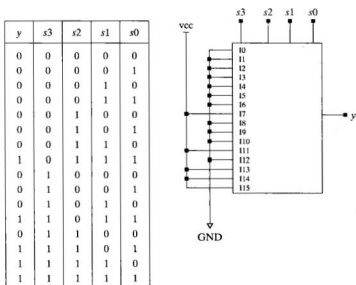 y s3 s2 s1 s0
0 0 0 0 0
0 0 0 0 1
0 0 0 1 0
0 0 0 1 1
0 0 1 0 0
0 0 1 0 1
0 0 1 1 0
1 0 1 1 1
0 1 0 0 0
0 1 0 0 1
0 1 0 1 0
1 1 0 1 1
0 1 1 0 0
1 1 1 0 1
1 1 1 1 0
1 1 1 1 1
s3 s2 s1 s0
vcc
I0
I1
I2
I3
I4
I5
I6
I7
I8
I9
I10
I11
I12
I13
I14
I15
y
GND